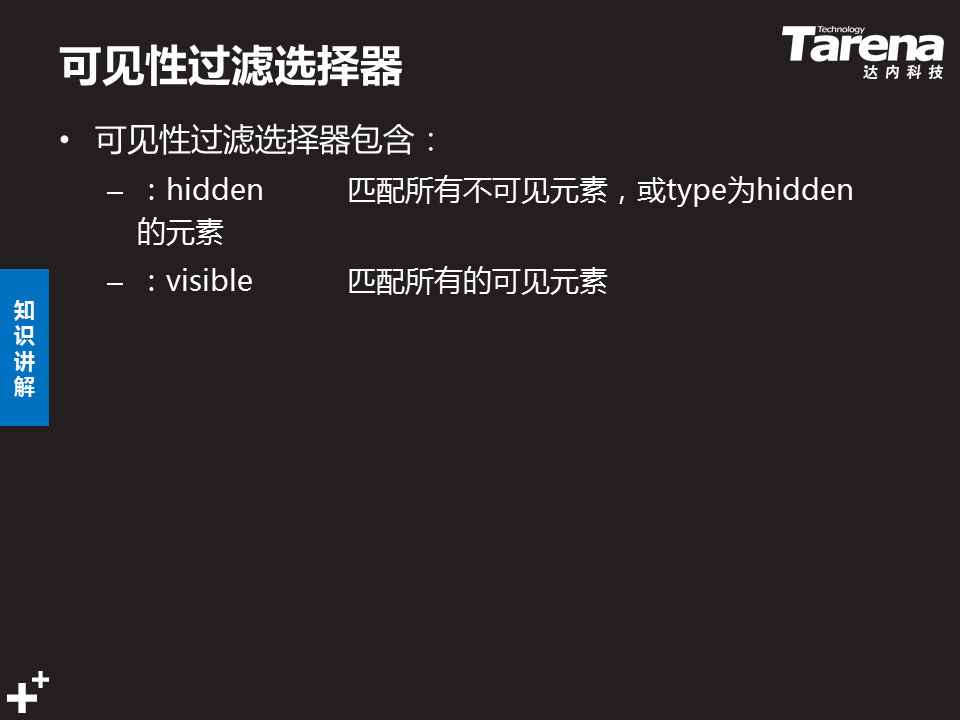 可见性过滤选择器
Technology
Tarena
达内科技
• 可见性过滤选择器包含：
– ：hidden 匹配所有不可见元素，或type为hidden
的元素
– ：visible 匹配所有的可见元素
知
识
讲
解